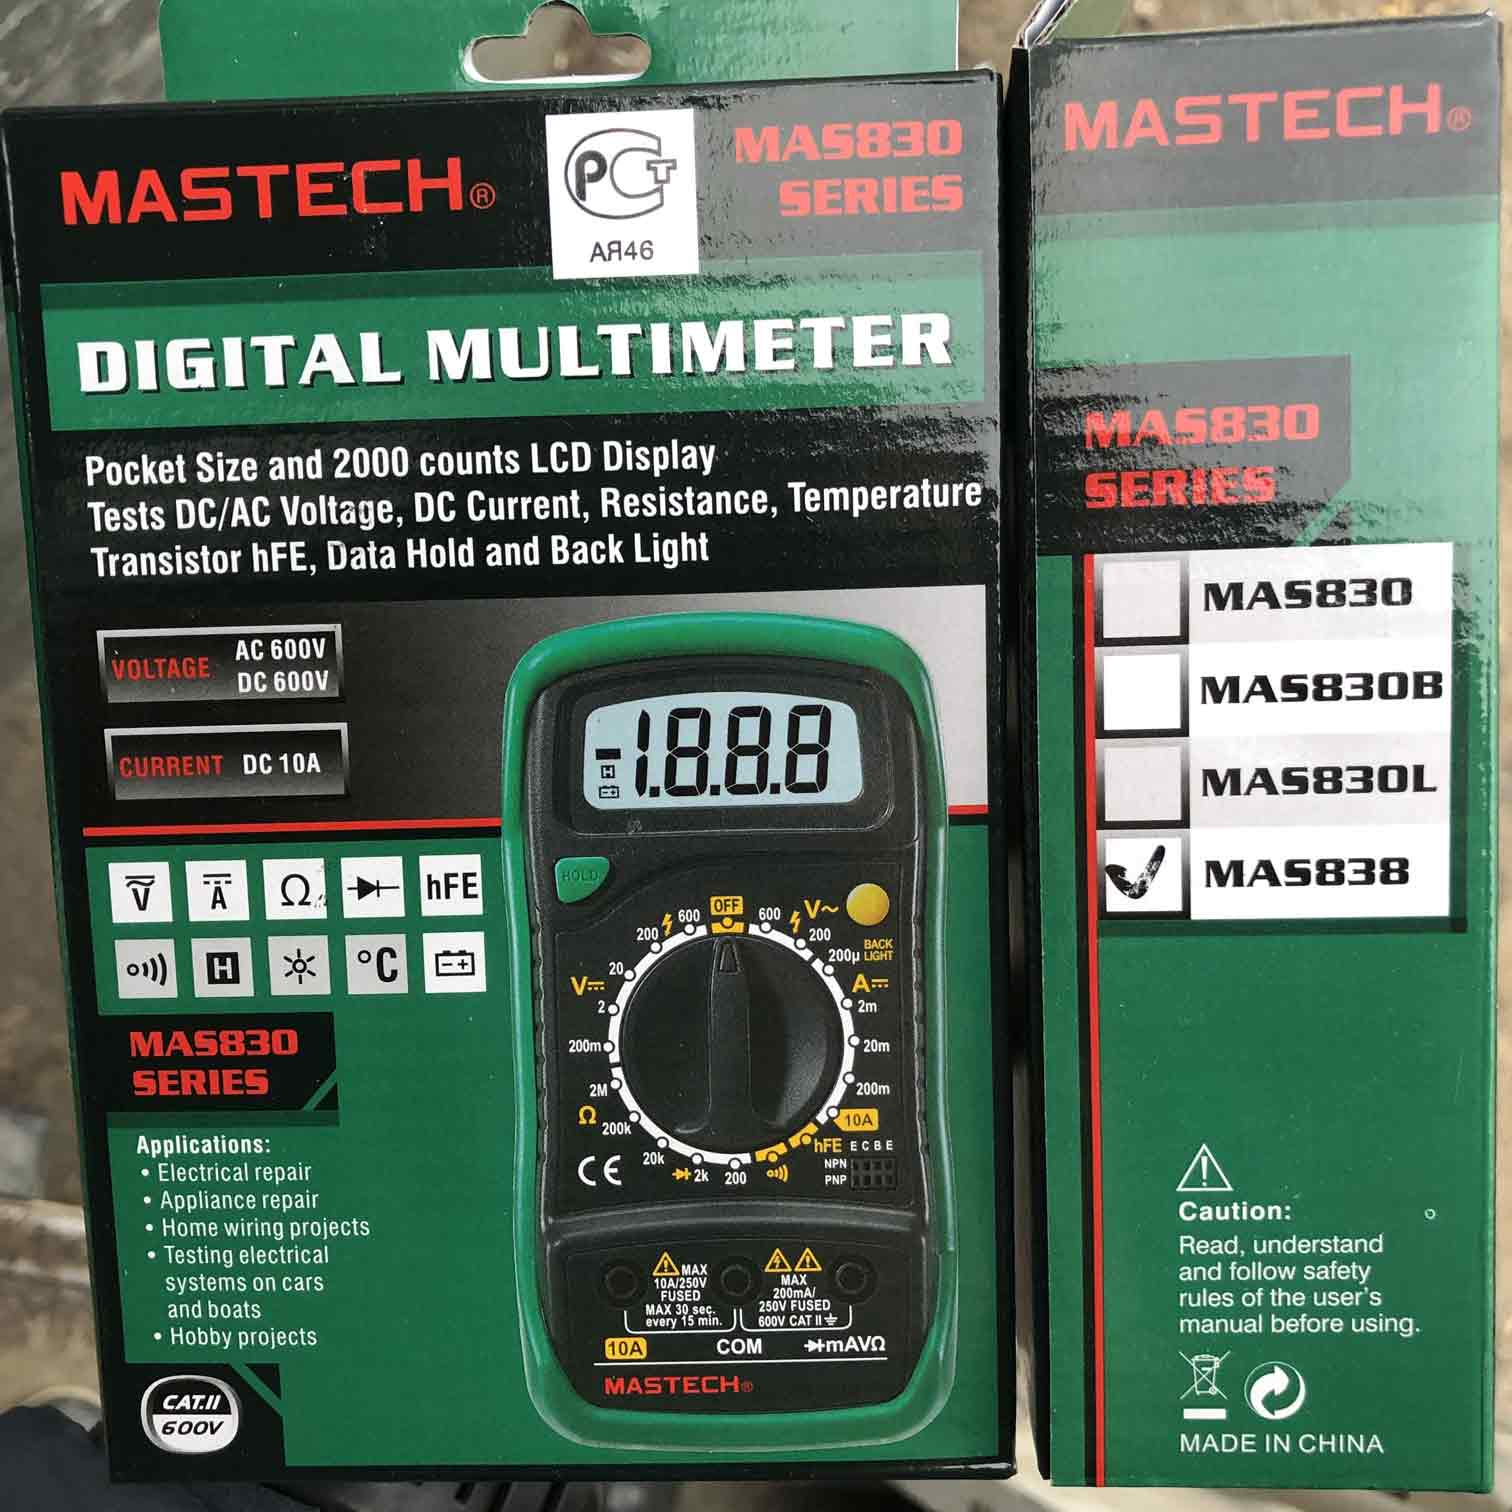 MASTECH®
PCT
АЯ46
MAS830
SERIES
DIGITAL MULTIMETER
Pocket Size and 2000 counts LCD Display
Tests DC/AC Voltage, DC Current, Resistance, Temperature
Transistor hFE, Data Hold and Back Light
VOLTAGE
AC 600V
DC 600V
CURRENT DC 10A
V
A
Ω
hFE
H
°C
MAS830
SERIES
Applications:
• Electrical repair
• Appliance repair
• Home wiring projects
• Testing electrical
systems on cars
and boats
• Hobby projects
CAT.II
600V
-1.8.8.8
H
HOLD
OFF
600
600
V~
200
200
BACK
LIGHT
200µ
20
A
V
2
2m
200m
20m
2M
200m
Ω
200k
10A
20k
2k
200
hFE
E C B E
NPN
PNP
CE
MAX
10A/250V
FUSED
MAX 30 sec.
every 15 min.
MAX
200mA/
250V FUSED
600V CAT II
10A
COM
mAVΩ
MASTECH®
MASTECH®
MAS830
SERIES
MAS830
MAS830B
MAS830L
MAS838
Caution:
Read, understand
and follow safety
rules of the user's
manual before using.
MADE IN CHINA